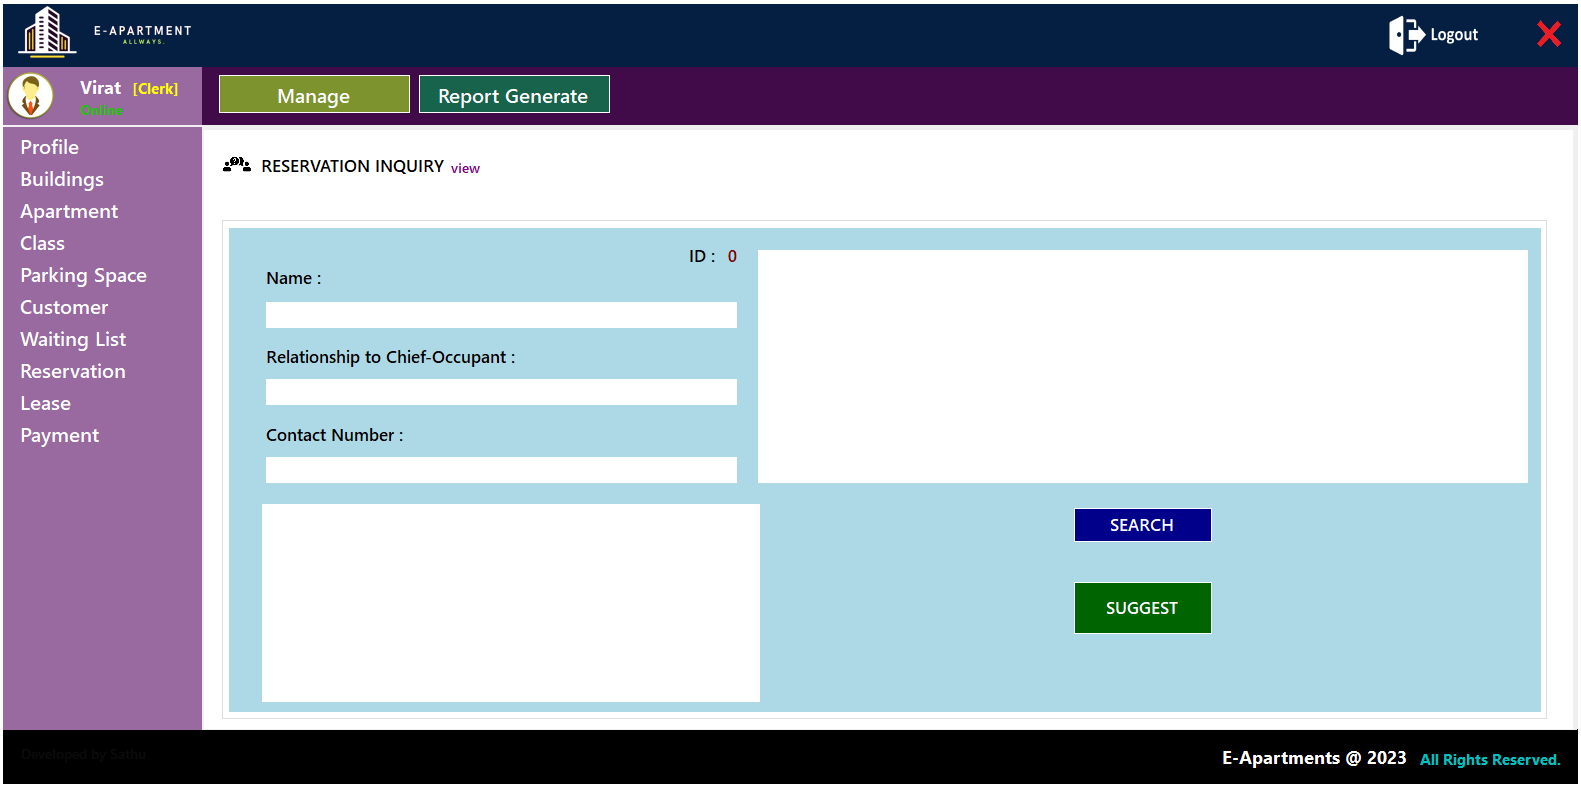 E-APARTMENT
ALLWAYS.
Logout
Virat [Clerk]
Online
Manage
Report Generate
Profile
Buildings
Apartment
Class
Parking Space
Customer
Waiting List
Reservation
Lease
Payment
RESERVATION INQUIRY view
ID : 0
Name :
Relationship to Chief-Occupant :
Contact Number :
SEARCH
SUGGEST
Developed by Sathu
E-Apartments @ 2023 All Rights Reserved.